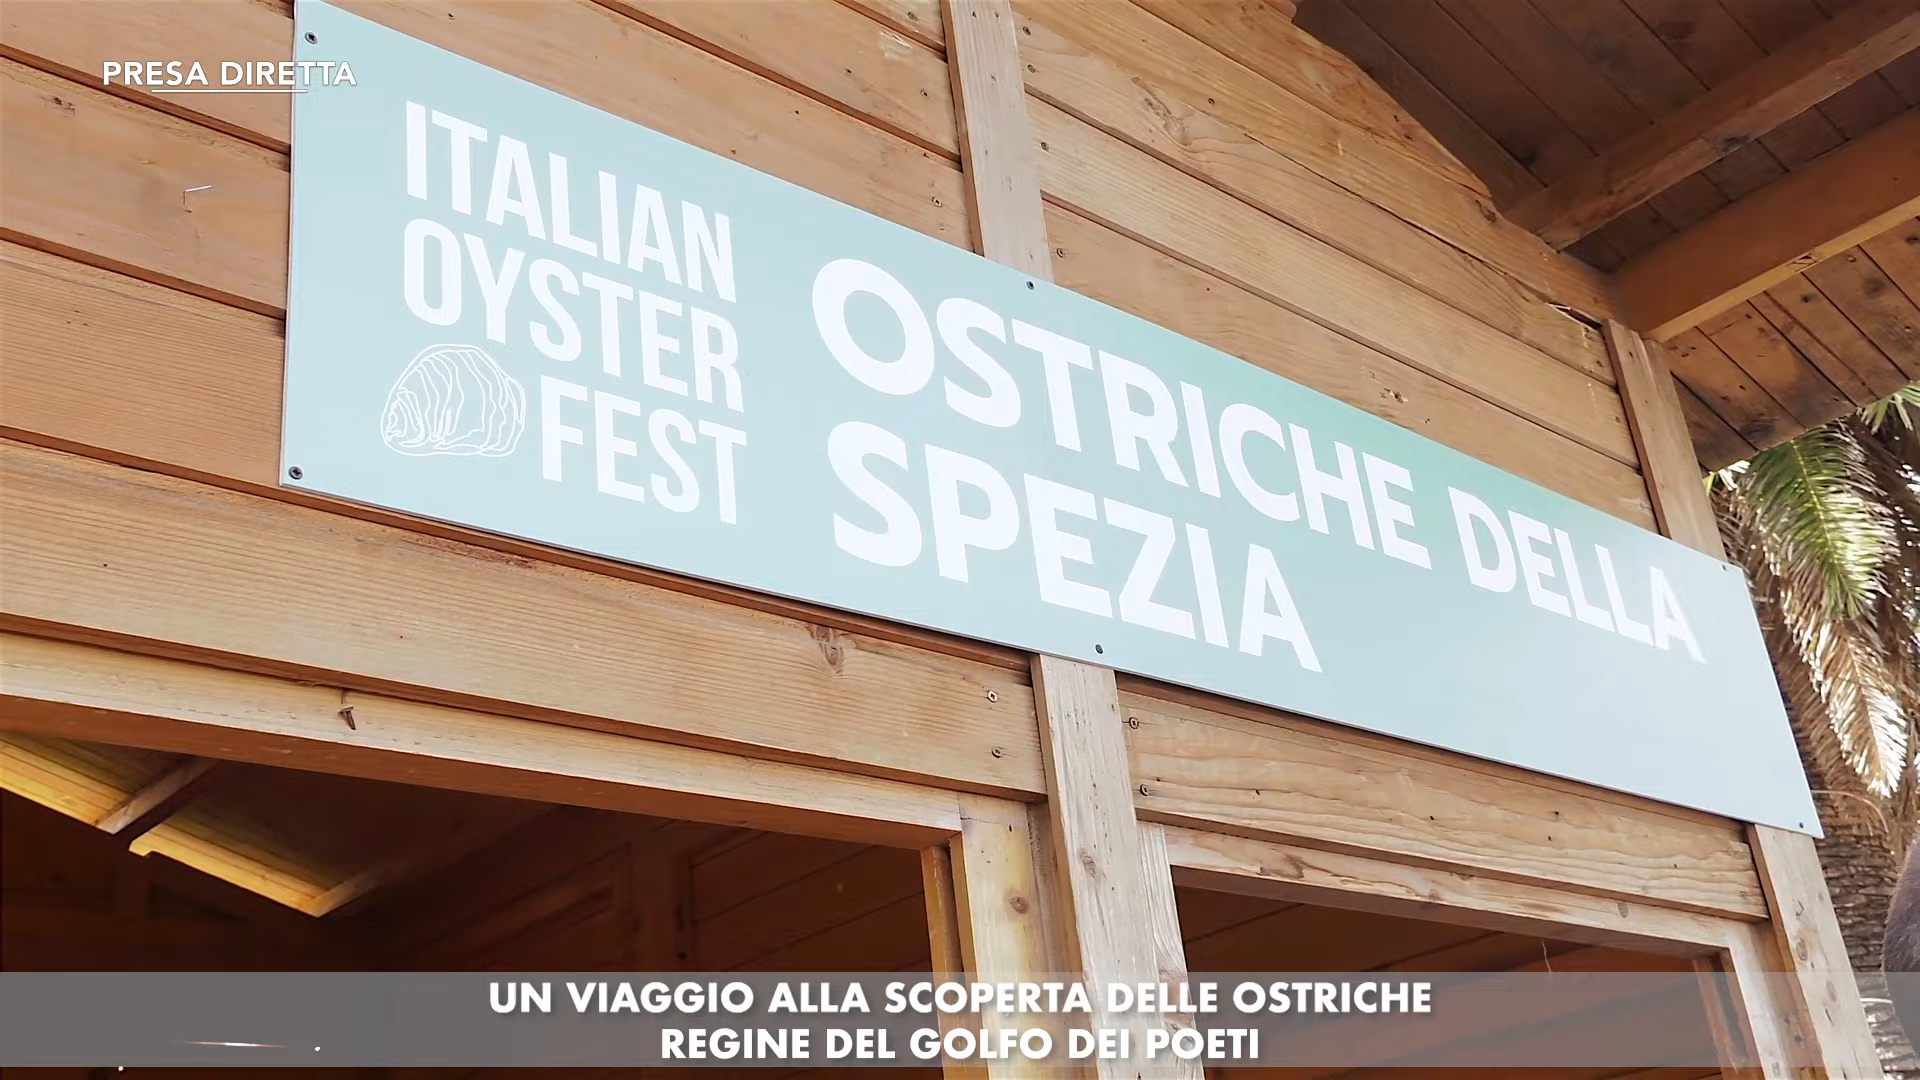 PRESA DIRETTA
ITALIAN
OYSTER
FEST
OSTRICHE DELLA
SPEZIA
UN VIAGGIO ALLA SCOPERTA DELLE OSTRICHE
REGINE DEL GOLFO DEI POETI